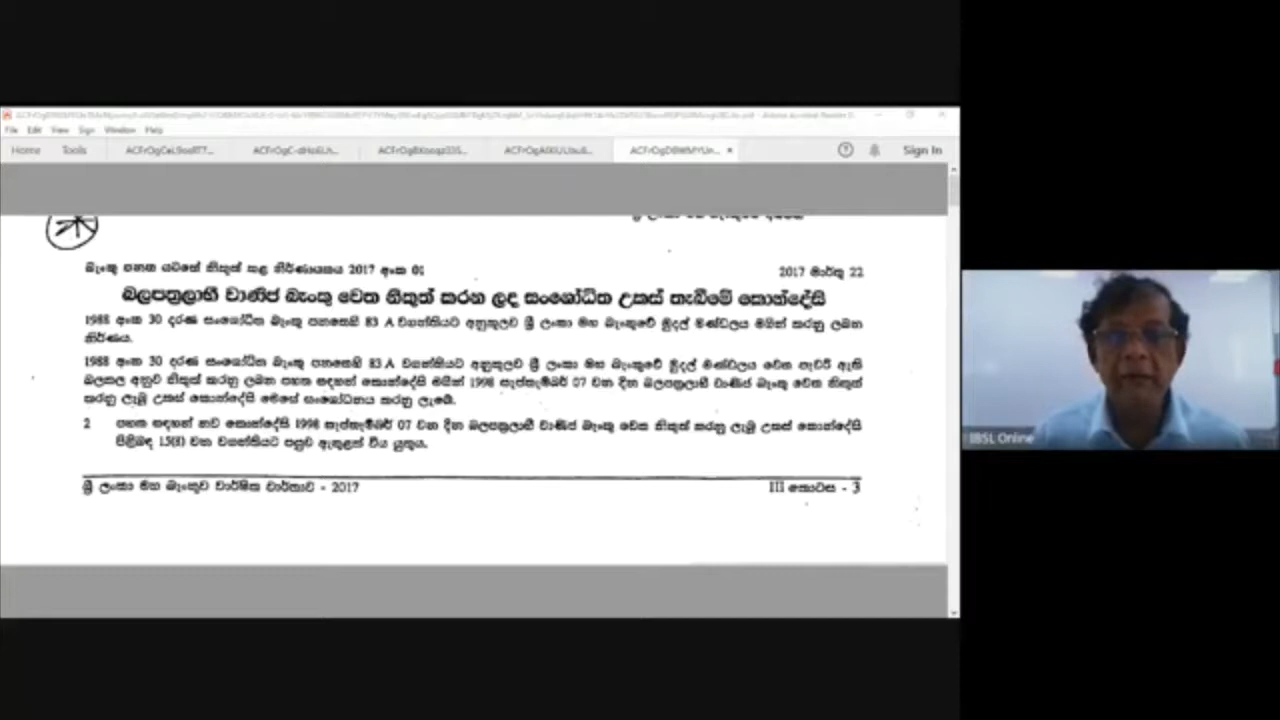 File Edit View Sign Window Help
Home Tools Sign In
බැංකු පනත යටතේ නිකුත් කළ නිර්ණායකය 2017 අංක 01
2017 මාර්තු 22
බලපත්‍රලාභී වාණිජ බැංකු වෙත නිකුත් කරන ලද සංශෝධිත උකස් තැබීමේ කොන්දේසි
1988 අංක 30 දරණ සංශෝධිත බැංකු පනතෙහි 83 A වගන්තියට අනුකූලව ශ්‍රී ලංකා මහ බැංකුවේ මුදල් මණ්ඩලය මගින් කරනු ලබන
නිර්ණය.
1988 අංක 30 දරණ සංශෝධිත බැංකු පනතෙහි 83 A වගන්තියට අනුකූලව ශ්‍රී ලංකා මහ බැංකුවේ මුදල් මණ්ඩලය වෙත පැවරී ඇති
බලතල අනුව නිකුත් කරනු ලබන පහත සඳහන් කොන්දේසි මගින් 1998 සැප්තැම්බර් 07 වන දින බලපත්‍රලාභී වාණිජ බැංකු වෙත නිකුත්
කරනු ලැබූ උකස් කොන්දේසි මෙසේ සංශෝධනය කරනු ලැබේ.
2 පහත සඳහන් නව කොන්දේසි 1998 සැප්තැම්බර් 07 වන දින බලපත්‍රලාභී වාණිජ බැංකු වෙත නිකුත් කරනු ලැබූ උකස් කොන්දේසි
පිළිබඳ 15(8) වන වගන්තියට පසුව ඇතුළත් විය යුතුය.
ශ්‍රී ලංකා මහ බැංකුව වාර්ෂික වාර්තාව - 2017
III කොටස - 3
IBSL Online